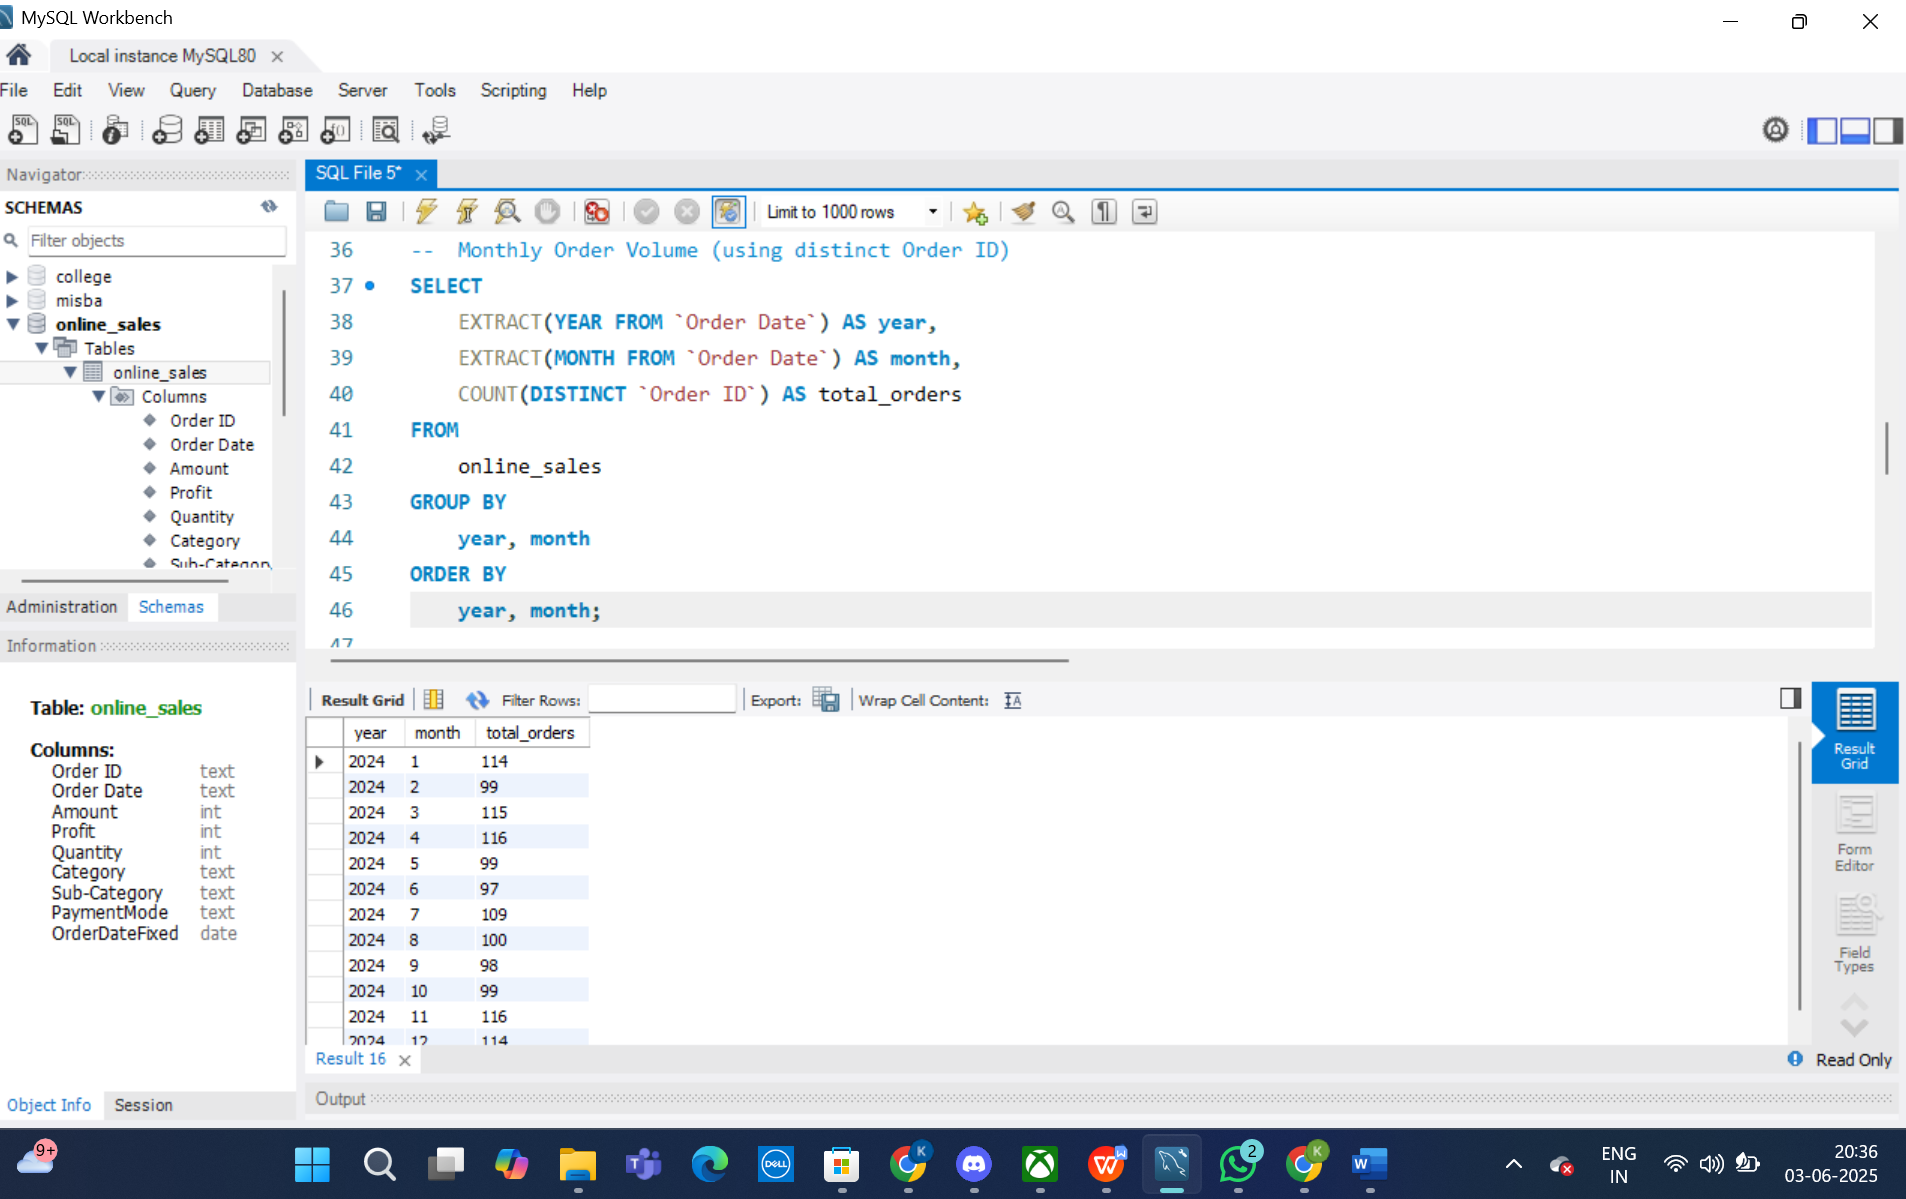 MySQL Workbench
Local instance MySQL80
File Edit View Query Database Server Tools Scripting Help
Navigator
SCHEMAS
Filter objects
college
misba
online_sales
Tables
online_sales
Columns
Order ID
Order Date
Amount
Profit
Quantity
Category
Sub-Category
Administration Schemas
Information
Table: online_sales
Columns:
Order ID text
Order Date text
Amount int
Profit int
Quantity int
Category text
Sub-Category text
PaymentMode text
OrderDateFixed date
Object Info Session
SQL File 5*
Limit to 1000 rows
36 -- Monthly Order Volume (using distinct Order ID)
37 SELECT
38 EXTRACT(YEAR FROM `Order Date`) AS year,
39 EXTRACT(MONTH FROM `Order Date`) AS month,
40 COUNT(DISTINCT `Order ID`) AS total_orders
41 FROM
42 online_sales
43 GROUP BY
44 year, month
45 ORDER BY
46 year, month;
47
Result Grid Filter Rows: Export: Wrap Cell Content:
year month total_orders
2024 1 114
2024 2 99
2024 3 115
2024 4 116
2024 5 99
2024 6 97
2024 7 109
2024 8 100
2024 9 98
2024 10 99
2024 11 116
2024 12 114
Result Grid
Form Editor
Field Types
Result 16
Read Only
Output
9+
DELL
K
2
K
W
ENG
IN
20:36
03-06-2025